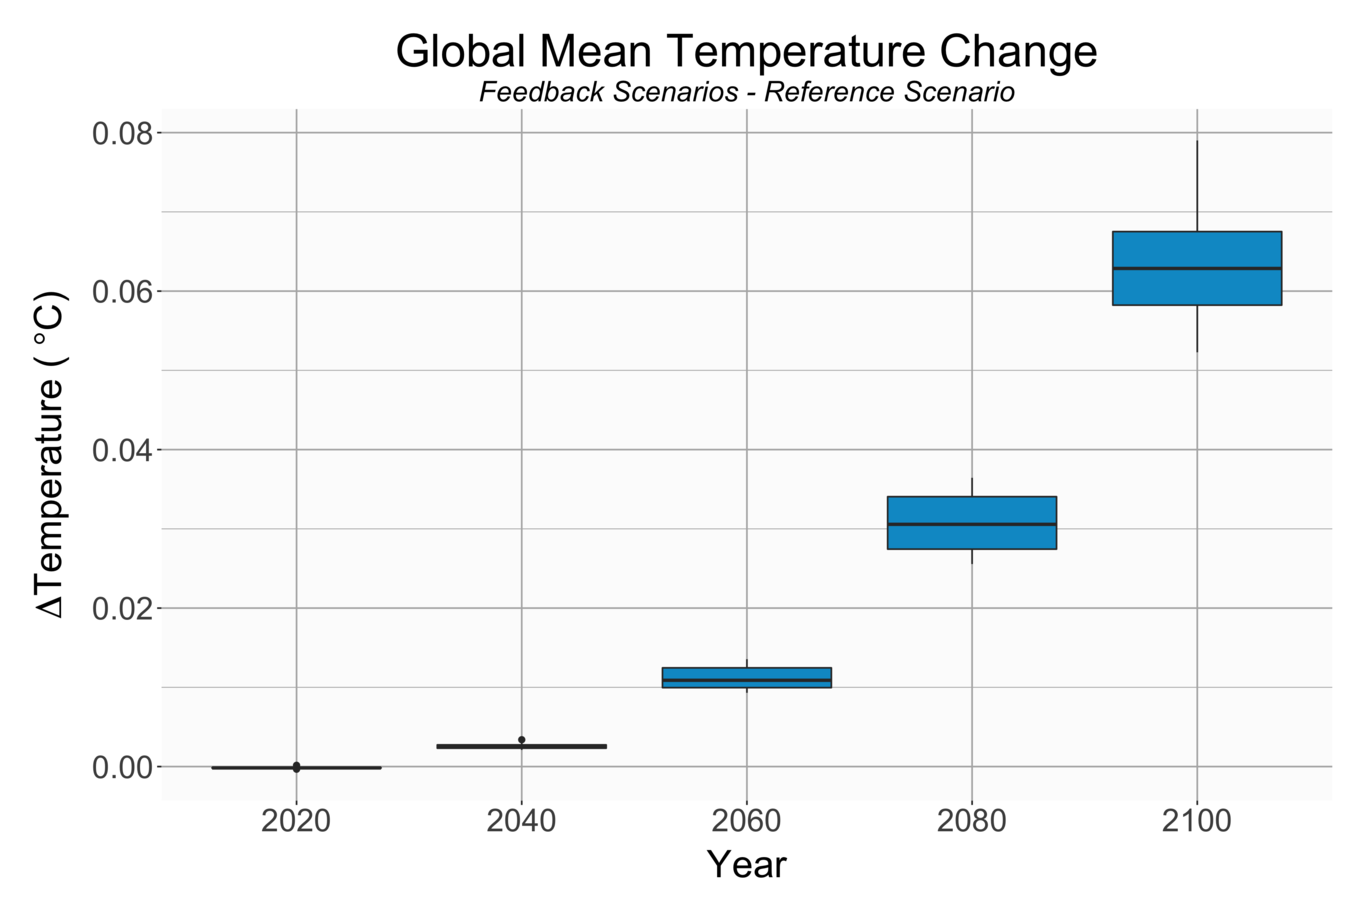 Global Mean Temperature Change
Feedback Scenarios - Reference Scenario
ΔTemperature ( °C)
0.08
0.06
0.04
0.02
0.00
2020 2040 2060 2080 2100
Year